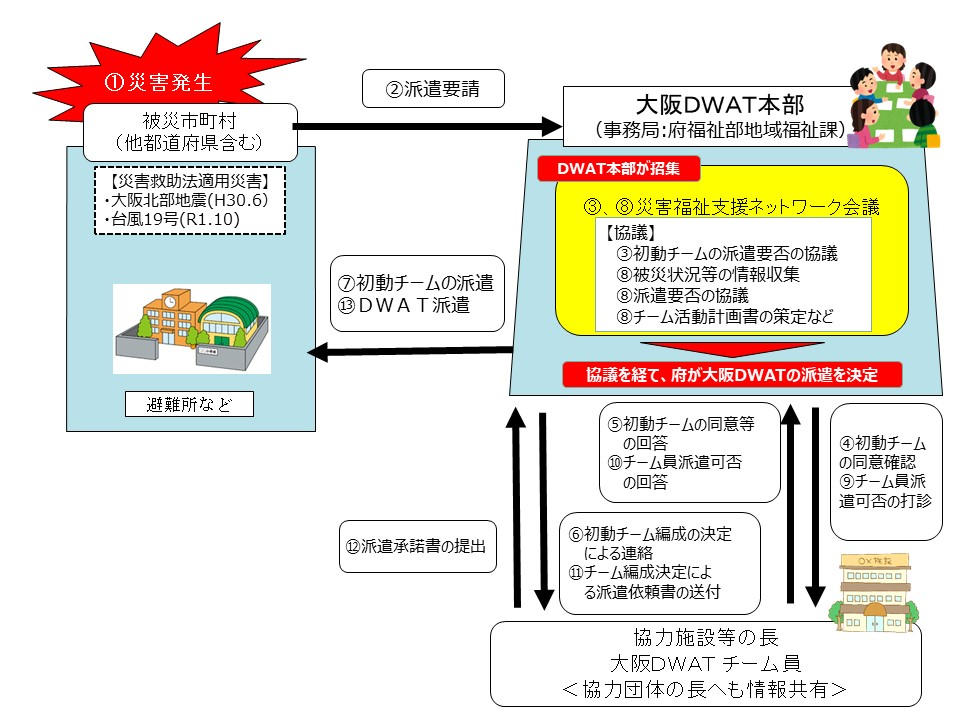 ①災害発生
被災市町村
（他都道府県含む）
【災害救助法適用災害】
・大阪北部地震(H30.6)
・台風19号(R1.10)
避難所など
②派遣要請
大阪DWAT本部
（事務局:府福祉部地域福祉課）
DWAT本部が招集
③、⑧災害福祉支援ネットワーク会議
【協議】
③初動チームの派遣要否の協議
⑧被災状況等の情報収集
⑧派遣要否の協議
⑧チーム活動計画書の策定など
協議を経て、府が大阪DWATの派遣を決定
⑦初動チームの派遣
⑬ＤＷＡＴ派遣
⑤初動チームの同意等
の回答
⑩チーム員派遣可否
の回答
④初動チーム
の同意確認
⑨チーム員派
遣可否の打診
⑫派遣承諾書の提出
⑥初動チーム編成の決定
による連絡
⑪チーム編成決定によ
る派遣依頼書の送付
○×施設
協力施設等の長
大阪DWAT チーム員
＜協力団体の長へも情報共有＞